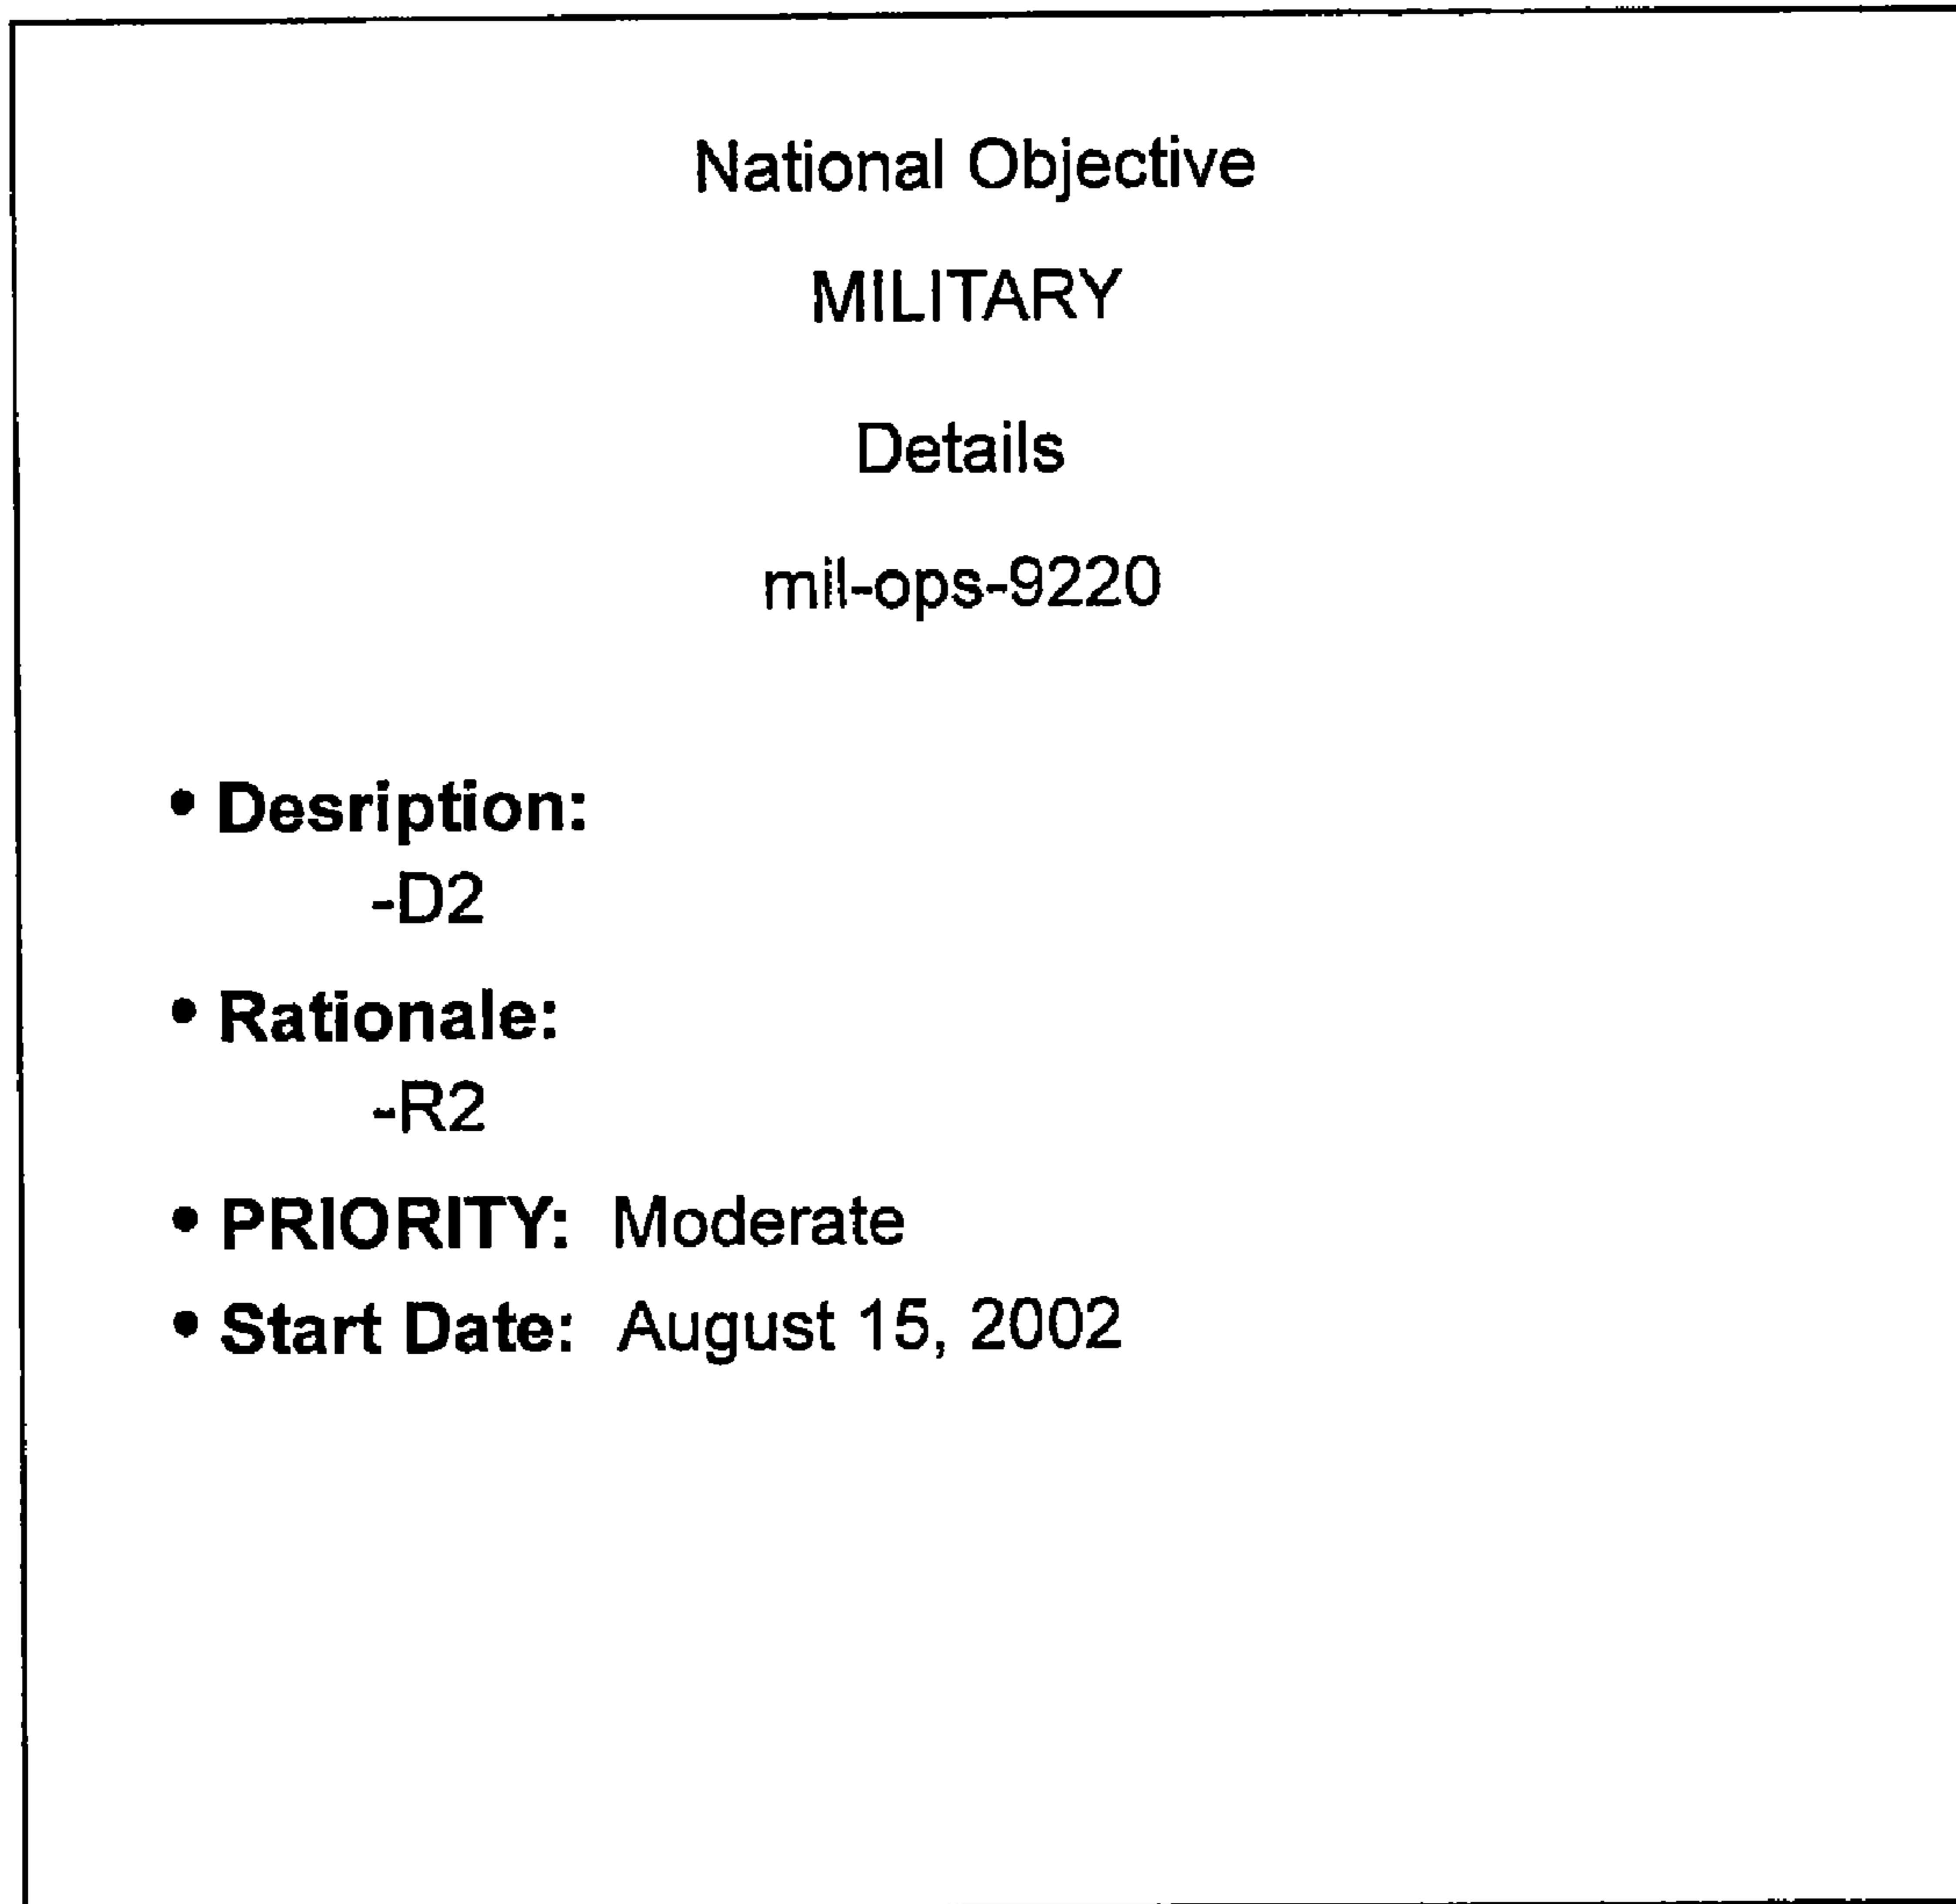 National Objective
MILITARY
Details
mil-ops-9220
• Desription:
-D2
• Rationale:
-R2
• PRIORITY: Moderate
• Start Date: August 15, 2002